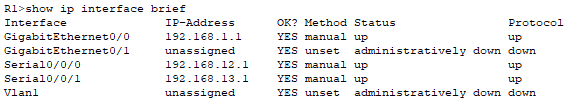 R1>show ip interface brief
Interface              IP-Address      OK? Method Status                Protocol
GigabitEthernet0/0     192.168.1.1     YES manual up                    up
GigabitEthernet0/1     unassigned      YES unset  administratively down down
Serial0/0/0            192.168.12.1    YES manual up                    up
Serial0/0/1            192.168.13.1    YES manual up                    up
Vlan1                  unassigned      YES unset  administratively down down